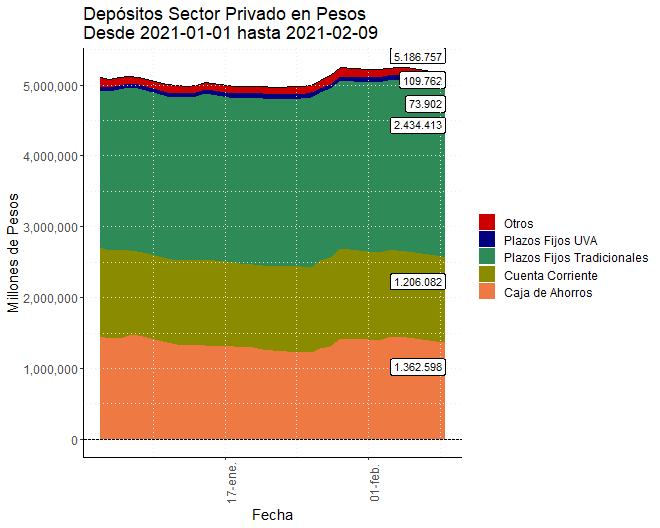 Depósitos Sector Privado en Pesos
Desde 2021-01-01 hasta 2021-02-09
5.186.757
109.762
73.902
2.434.413
1.206.082
1.362.598
5,000,000
4,000,000
3,000,000
2,000,000
1,000,000
0
Millones de Pesos
17-ene.
01-feb.
Fecha
Otros
Plazos Fijos UVA
Plazos Fijos Tradicionales
Cuenta Corriente
Caja de Ahorros